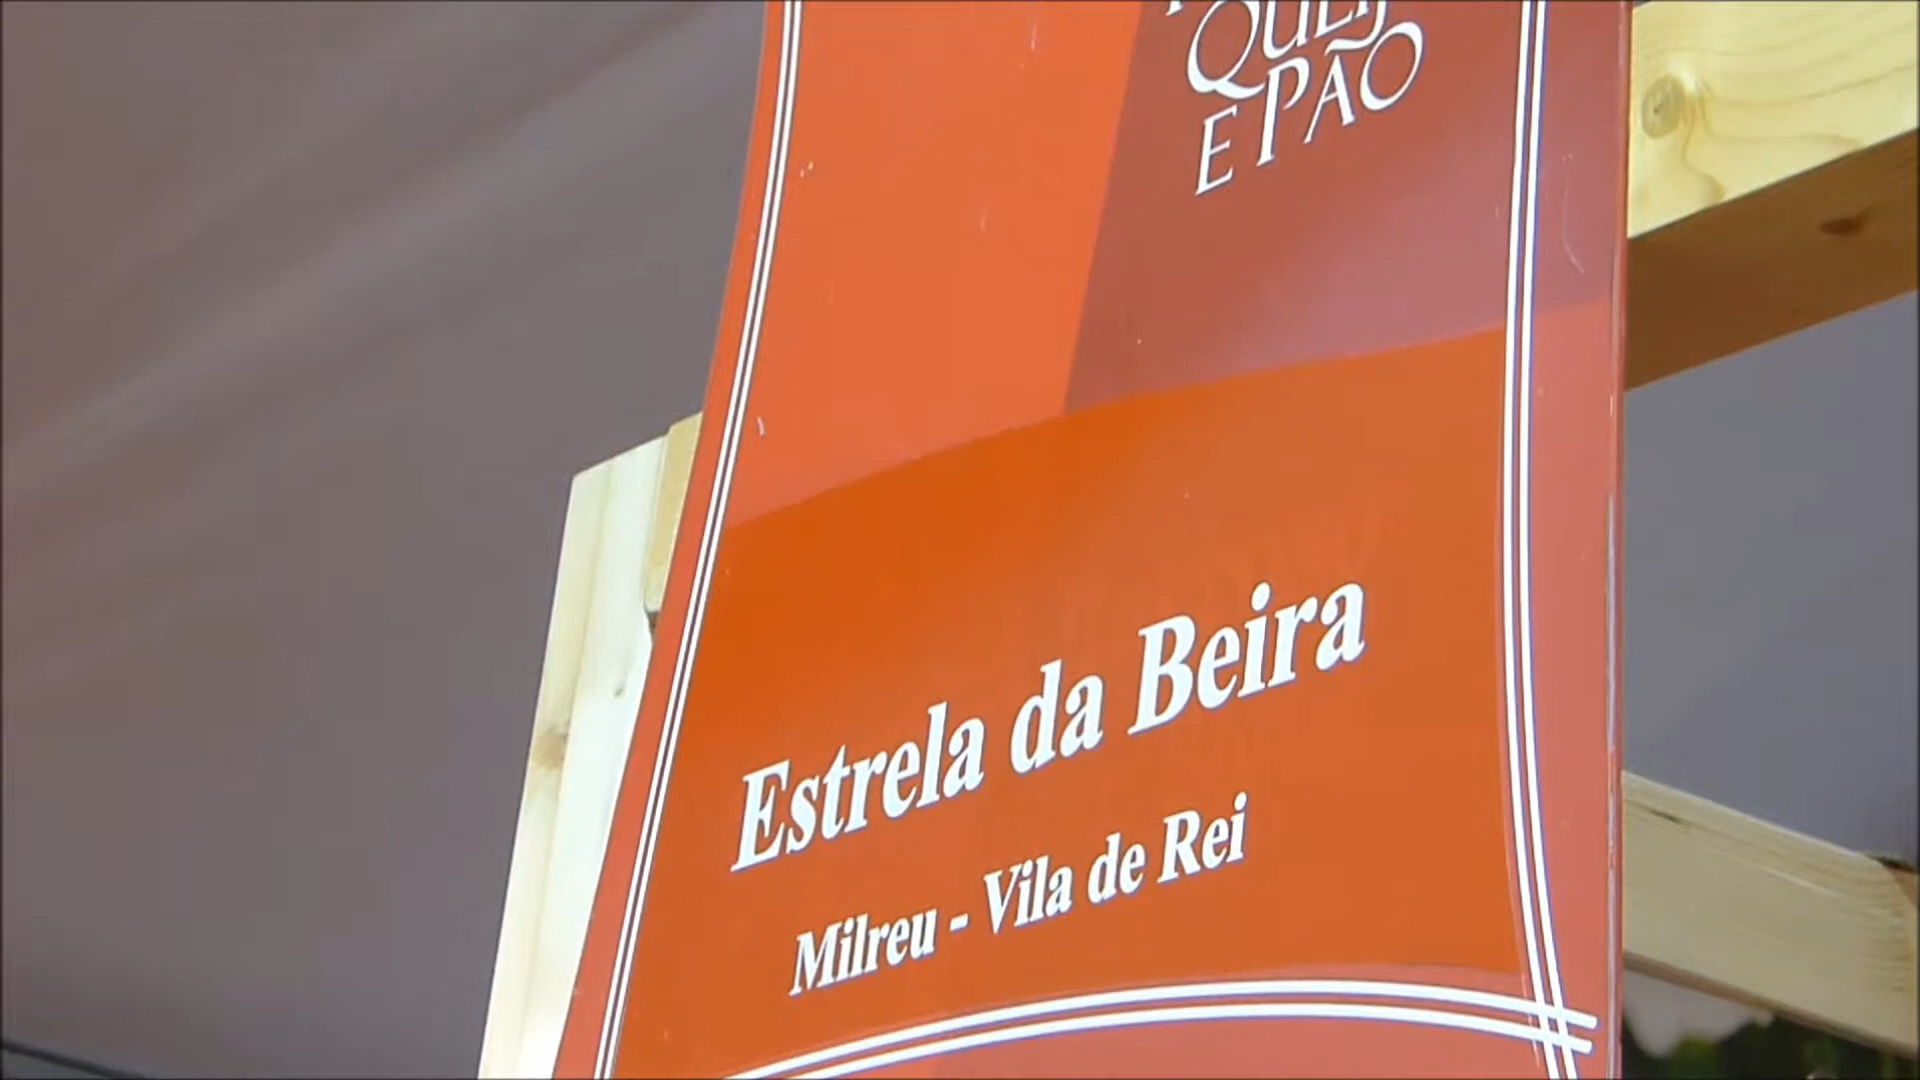 E PÃO
Estrela da Beira
Milreu - Vila de Rei